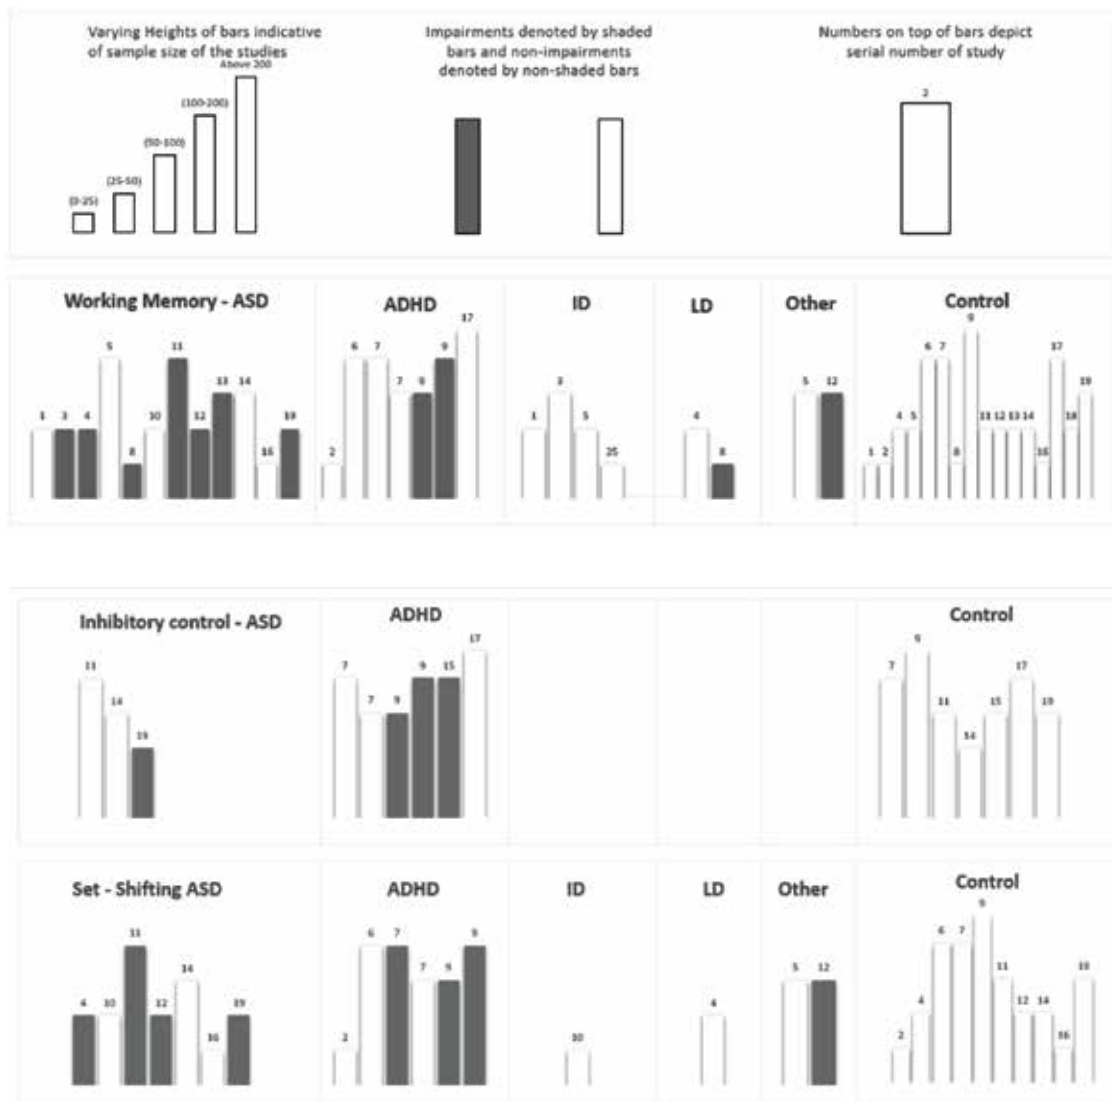 Varying Heights of bars indicative
of sample size of the studies
Above 200
(100-200)
(50-100)
(25-50)
(0-25)
Impairments denoted by shaded
bars and non-impairments
denoted by non-shaded bars
Numbers on top of bars depict
serial number of study
2
Working Memory - ASD
1 3 4 5 8 10 11 12 13 14 16 19
ADHD
2 6 7 7 9 9 17
ID
1 3 5
LD
4 8
Other
5 12
Control
1 2 4 5 6 7 8 9 11 12 13 14 16 17 18 19
Inhibitory control - ASD
11 14 19
ADHD
7 7 9 9 15 17
Control
7 9 11 14 15 17 19
Set - Shifting ASD
10 11 12 14 16 19
ADHD
2 6 7 7 9 9
ID
10
LD
4
Other
5 12
Control
2 4 6 7 9 11 12 14 16 19